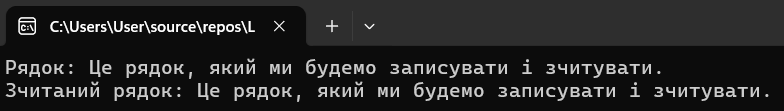 C:\Users\User\source\repos\L
Рядок: Це рядок, який ми будемо записувати і зчитувати.
Зчитаний рядок: Це рядок, який ми будемо записувати і зчитувати.